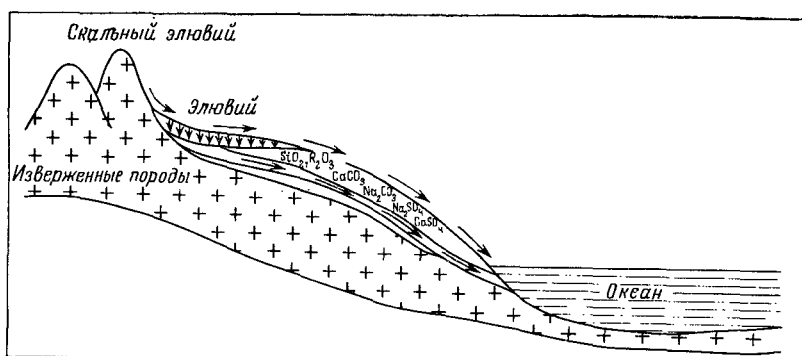 Скальный элювий
Элювий
SiO₂, R₂O₃
CaCO₃
Na₂CO₃
Na₂SO₄
CaSO₄
Изверженные породы
Океан